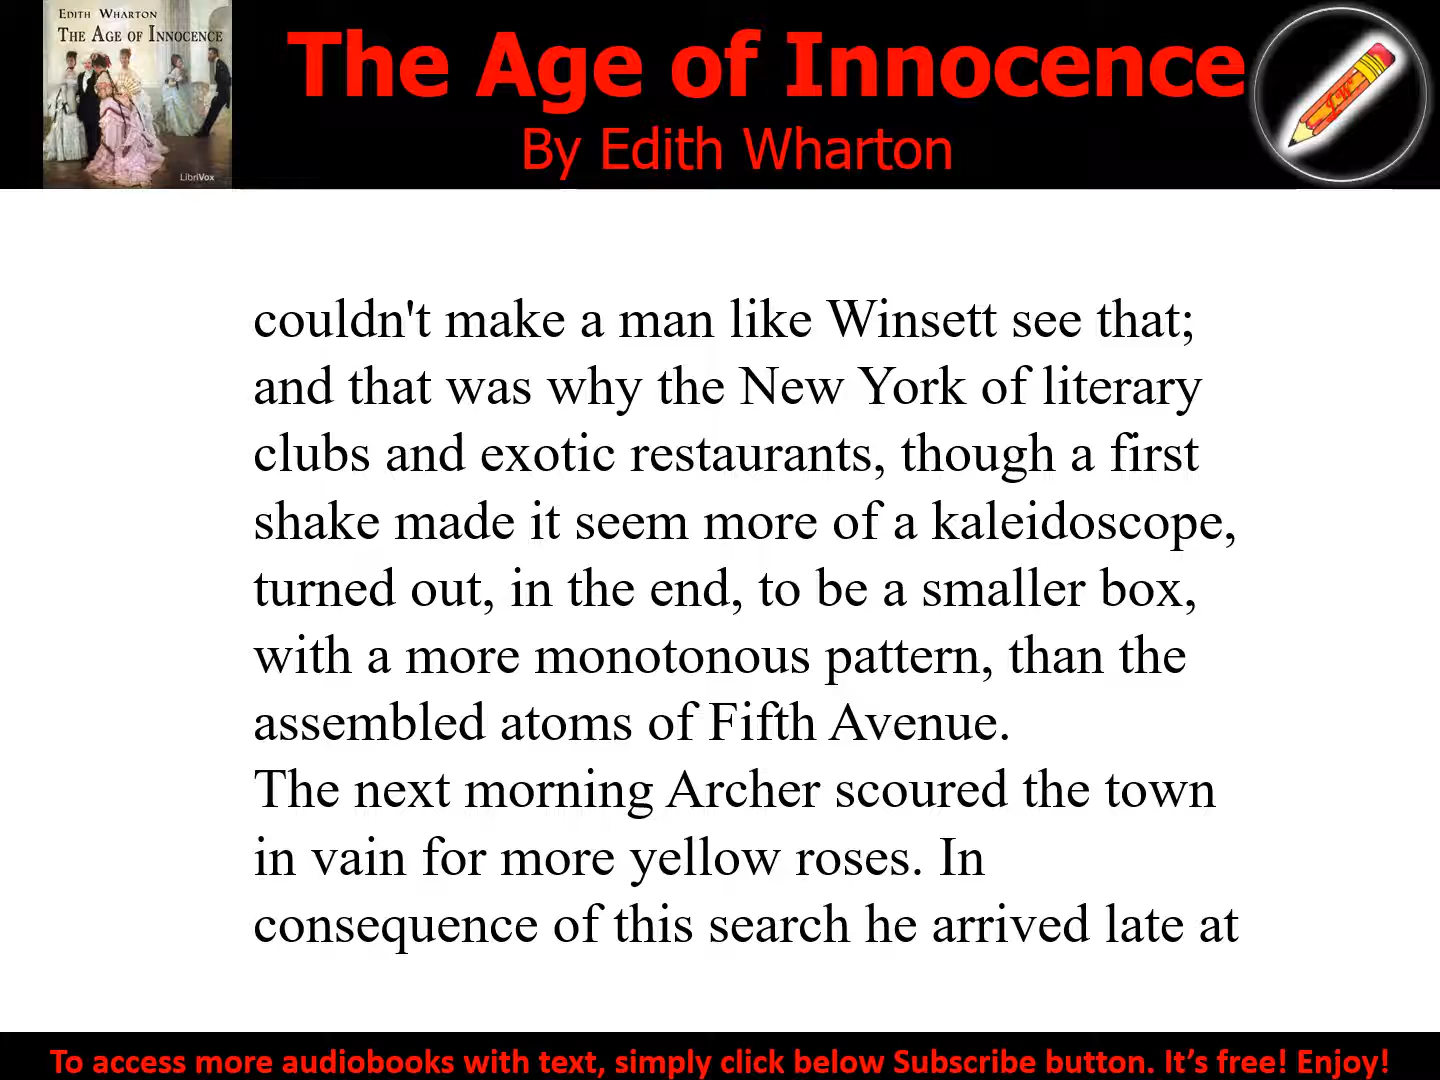 EDITH WHARTON
THE AGE OF INNOCENCE
LibriVox
The Age of Innocence
By Edith Wharton
couldn't make a man like Winsett see that;
and that was why the New York of literary
clubs and exotic restaurants, though a first
shake made it seem more of a kaleidoscope,
turned out, in the end, to be a smaller box,
with a more monotonous pattern, than the
assembled atoms of Fifth Avenue.
The next morning Archer scoured the town
in vain for more yellow roses. In
consequence of this search he arrived late at
To access more audiobooks with text, simply click below Subscribe button. It’s free! Enjoy!